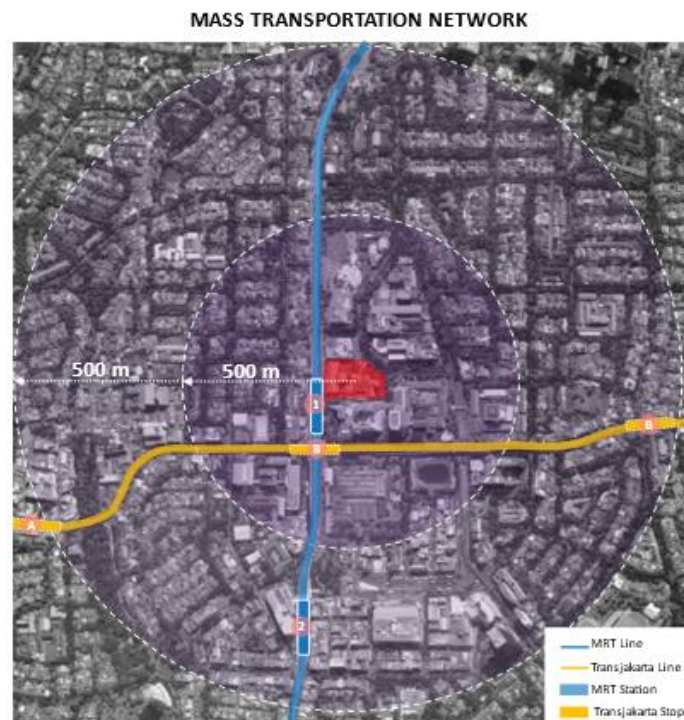 MASS TRANSPORTATION NETWORK
500 m 500 m
1
B B
A
2
MRT Line
Transjakarta Line
MRT Station
Transjakarta Stop